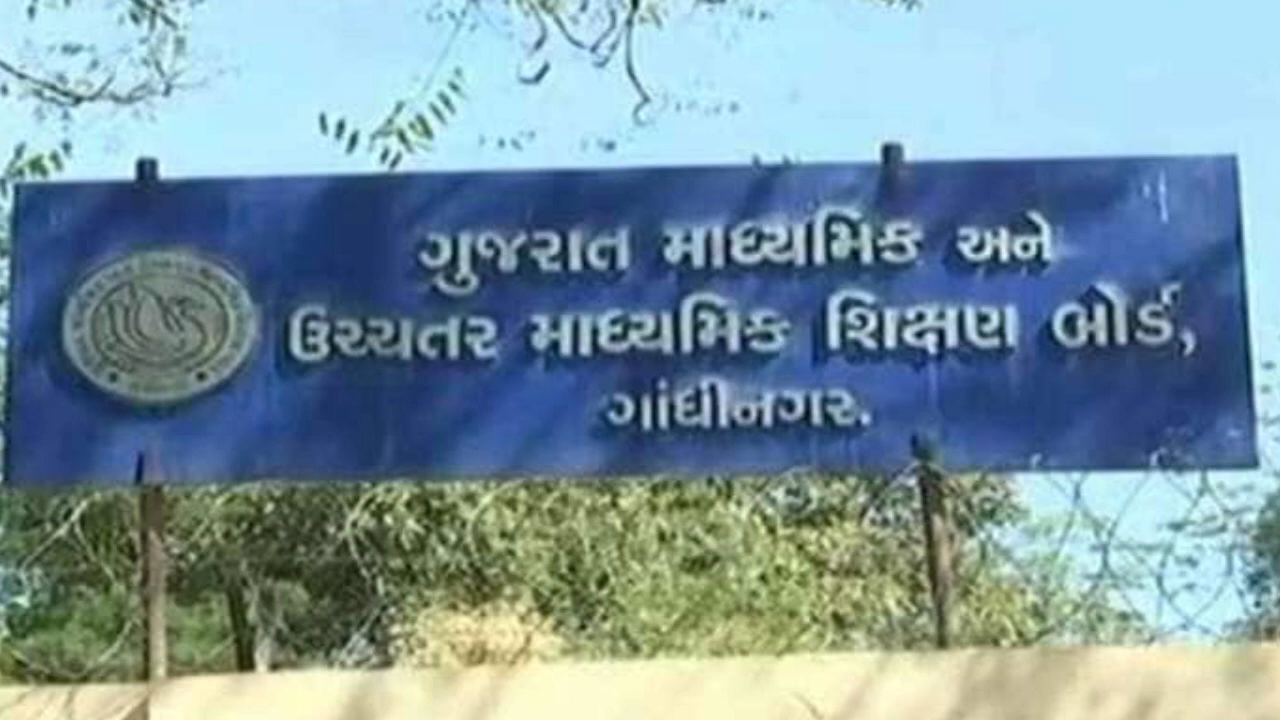 ગુજરાત માધ્યમિક અને
ઉચ્ચતર માધ્યમિક શિક્ષણ બોર્ડ,
ગાંધીનગર.